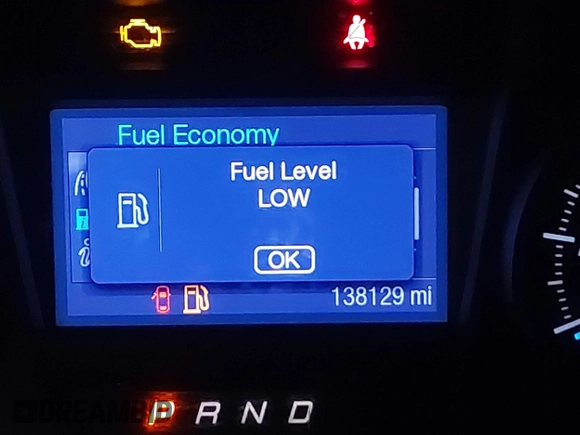 Fuel Economy
Fuel Level
LOW
OK
138129 mi
P R N D